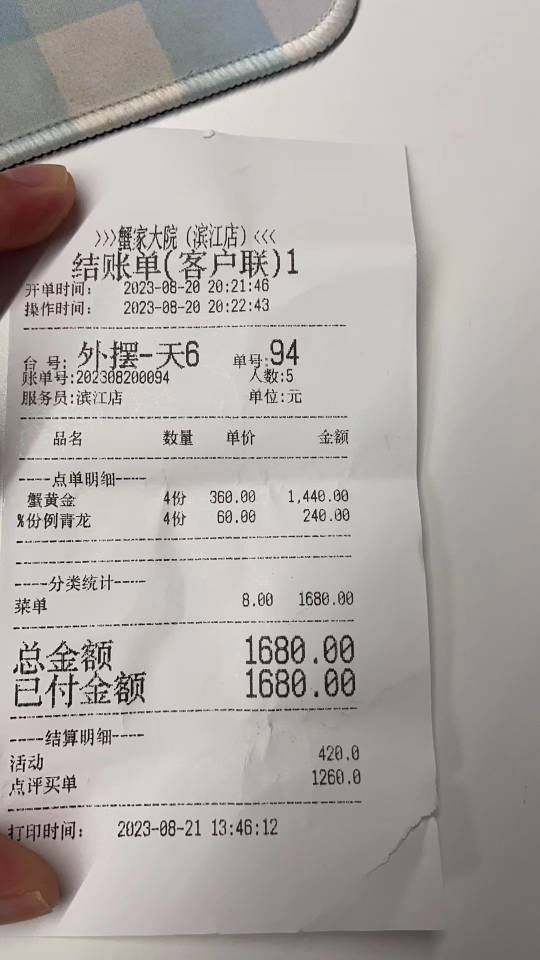 >>>蟹家大院（滨江店）<<<
结账单(客户联)1
开单时间： 2023-08-20 20:21:46
操作时间： 2023-08-20 20:22:43
台 号: 外摆-天6 单号:94
账单号:202308200094 人数:5
服务员:滨江店 单位:元
品名 数量 单价 金额
----点单明细----
蟹黄金 4份 360.00 1,440.00
%份例青龙 4份 60.00 240.00
----分类统计----
菜单 8.00 1680.00
总金额 1680.00
已付金额 1680.00
----结算明细----
活动 420.0
点评买单 1260.0
打印时间： 2023-08-21 13:46:12